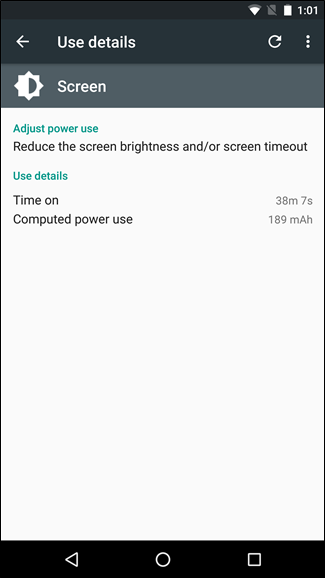 1:01
Use details
Screen
Adjust power use
Reduce the screen brightness and/or screen timeout
Use details
Time on 38m 7s
Computed power use 189 mAh